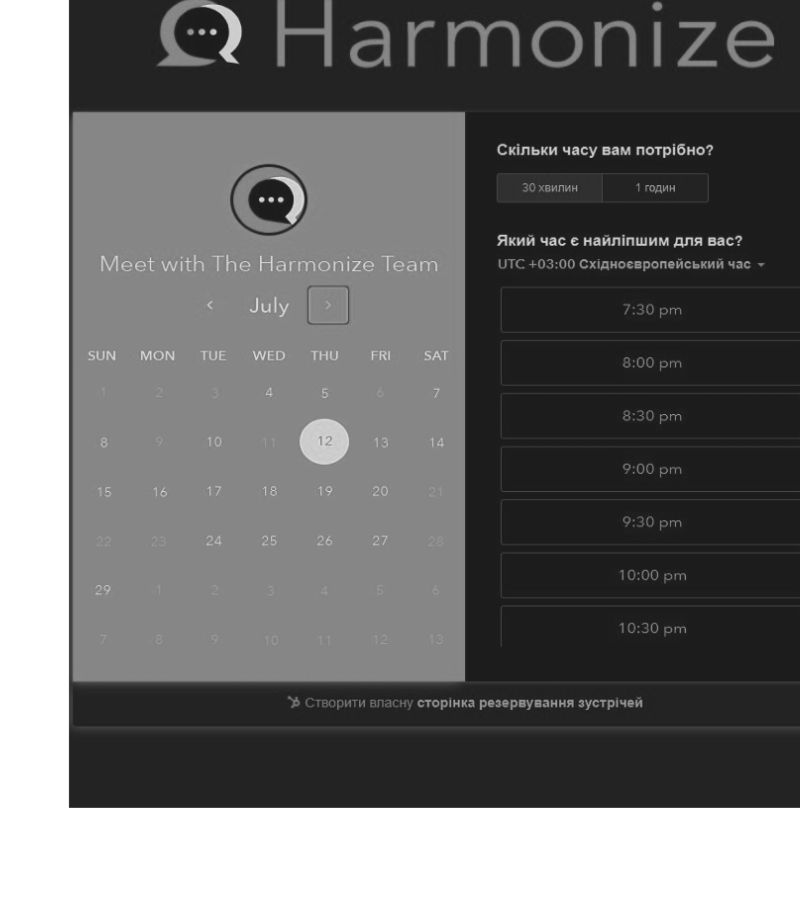 Harmonize
Meet with The Harmonize Team
July
SUN MON TUE WED THU FRI SAT
1 2 3 4 5 6 7
8 9 10 11 12 13 14
15 16 17 18 19 20 21
22 23 24 25 26 27 28
29 1 2 3 4 5 6
7 8 9 10 11 12 13
Скільки часу вам потрібно?
30 хвилин 1 годин
Який час є найліпшим для вас?
UTC +03:00 Східноєвропейський час
7:30 pm
8:00 pm
8:30 pm
9:00 pm
9:30 pm
10:00 pm
10:30 pm
Створити власну сторінка резервування зустрічей